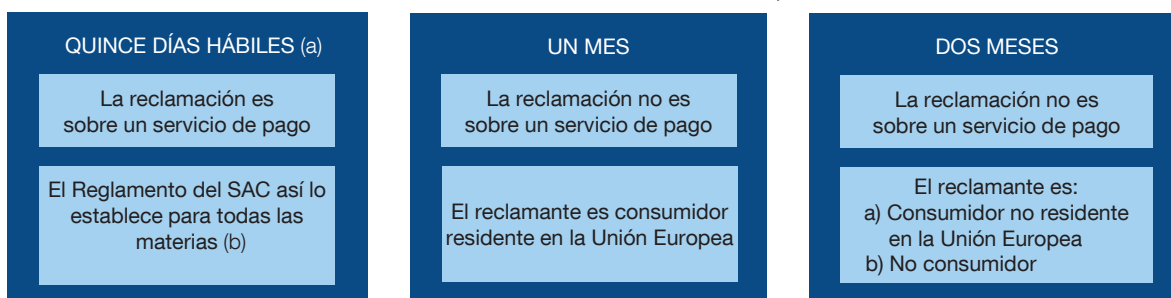 QUINCE DÍAS HÁBILES (a)
La reclamación es
sobre un servicio de pago
El Reglamento del SAC así lo
establece para todas las
materias (b)
UN MES
La reclamación no es
sobre un servicio de pago
El reclamante es consumidor
residente en la Unión Europea
DOS MESES
La reclamación no es
sobre un servicio de pago
El reclamante es:
a) Consumidor no residente
en la Unión Europea
b) No consumidor